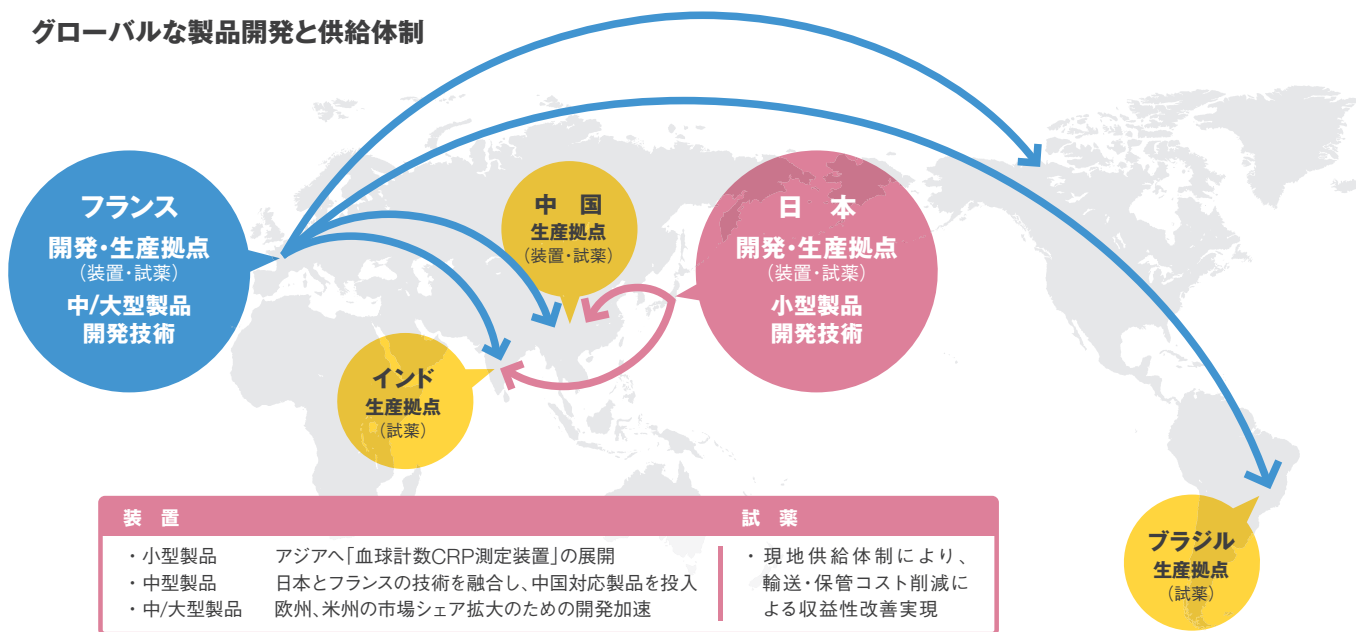 グローバルな製品開発と供給体制
フランス
開発・生産拠点
(装置・試薬)
中/大型製品
開発技術
中 国
生産拠点
(装置・試薬)
日 本
開発・生産拠点
(装置・試薬)
小型製品
開発技術
インド
生産拠点
(試薬)
ブラジル
生産拠点
(試薬)
装 置
・小型製品 アジアへ「血球計数CRP測定装置」の展開
・中型製品 日本とフランスの技術を融合し、中国対応製品を投入
・中/大型製品 欧州、米州の市場シェア拡大のための開発加速
試 薬
・現地供給体制により、
輸送・保管コスト削減に
よる収益性改善実現